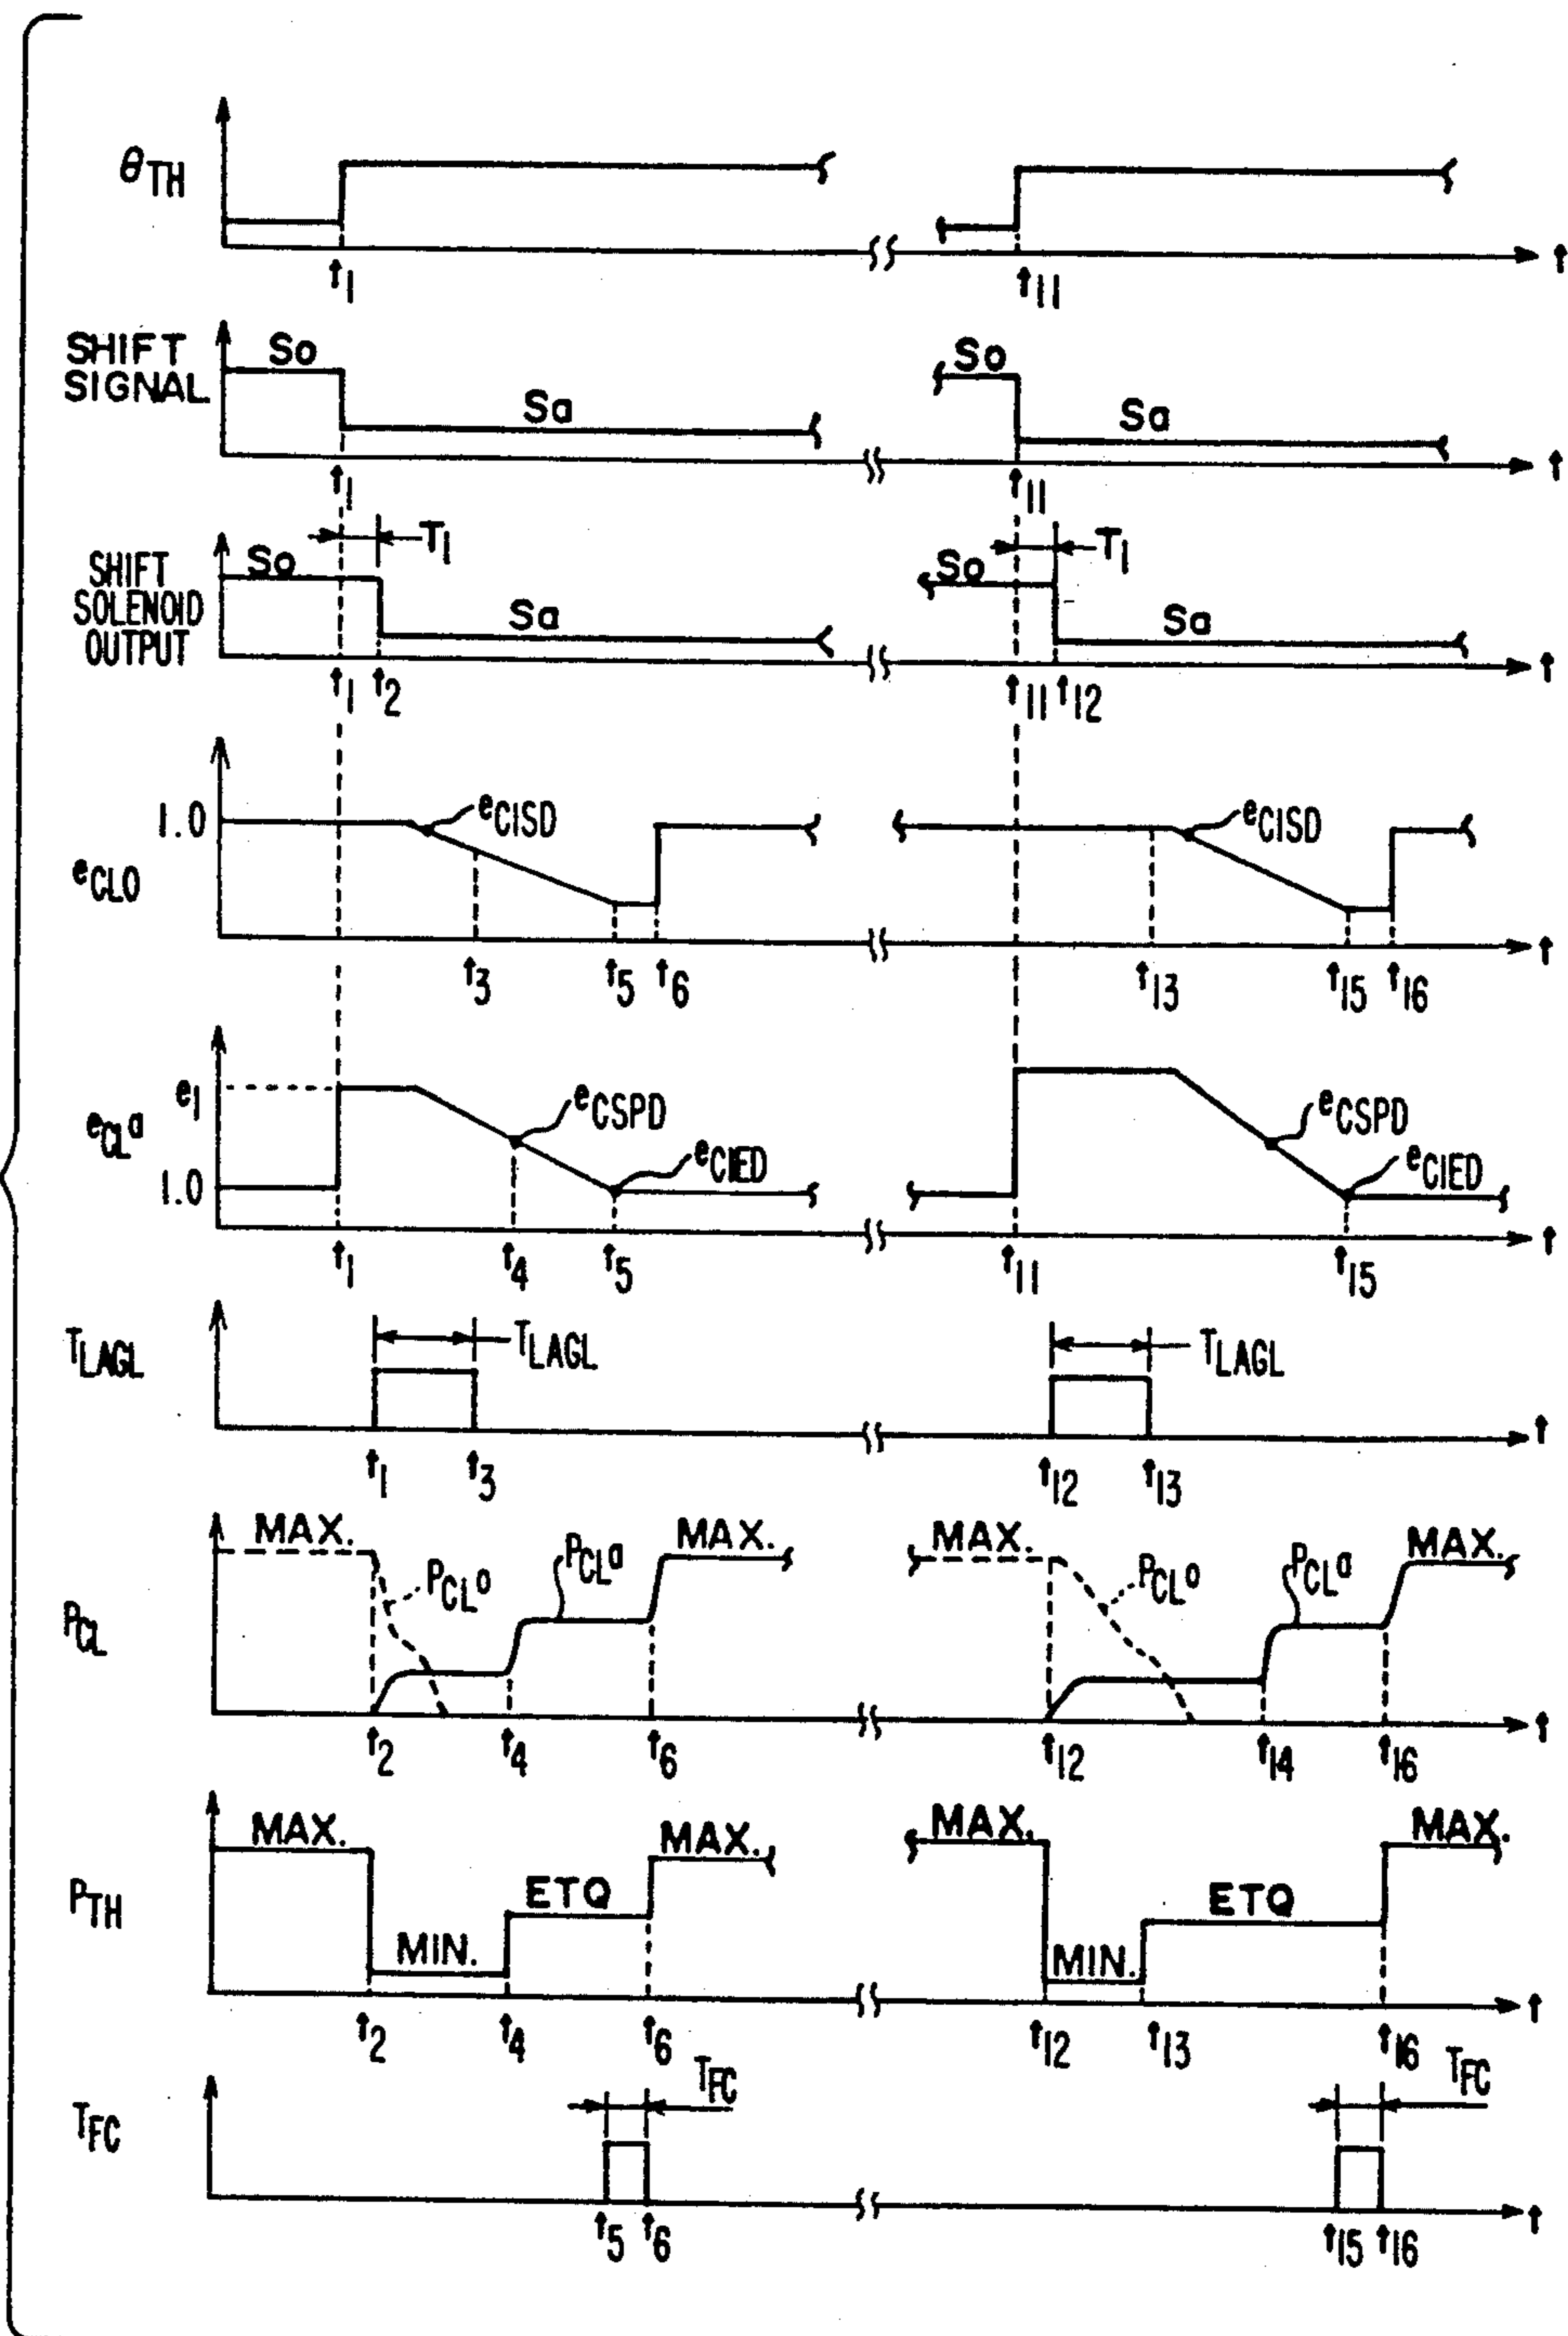 θTH
t
t1
t11
SHIFT
SIGNAL
So
Sa
So
Sa
t
t1
t11
T1
T1
SHIFT
SOLENOID
OUTPUT
So
Sa
So
Sa
t
t1 t2
t11 t12
1.0
eCLO
eCISD
eCISD
t
t3 t5 t6
t13 t15 t16
e1
eCLa
1.0
eCSPD
eCIED
eCSPD
eCIED
t
t1 t4 t5
t11 t15
TLAGL
TLAGL
TLAGL
t
t1 t3
t12 t13
PCL
MAX.
PCLo
PCLa
MAX.
MAX.
PCLo
PCLa
MAX.
t
t2 t4 t6
t12 t14 t16
PTH
MAX.
MIN.
ETQ
MAX.
MAX.
MIN.
ETQ
MAX.
t
t2 t4 t6
t12 t13 t16
TFC
TFC
TFC
t
t5 t6
t15 t16